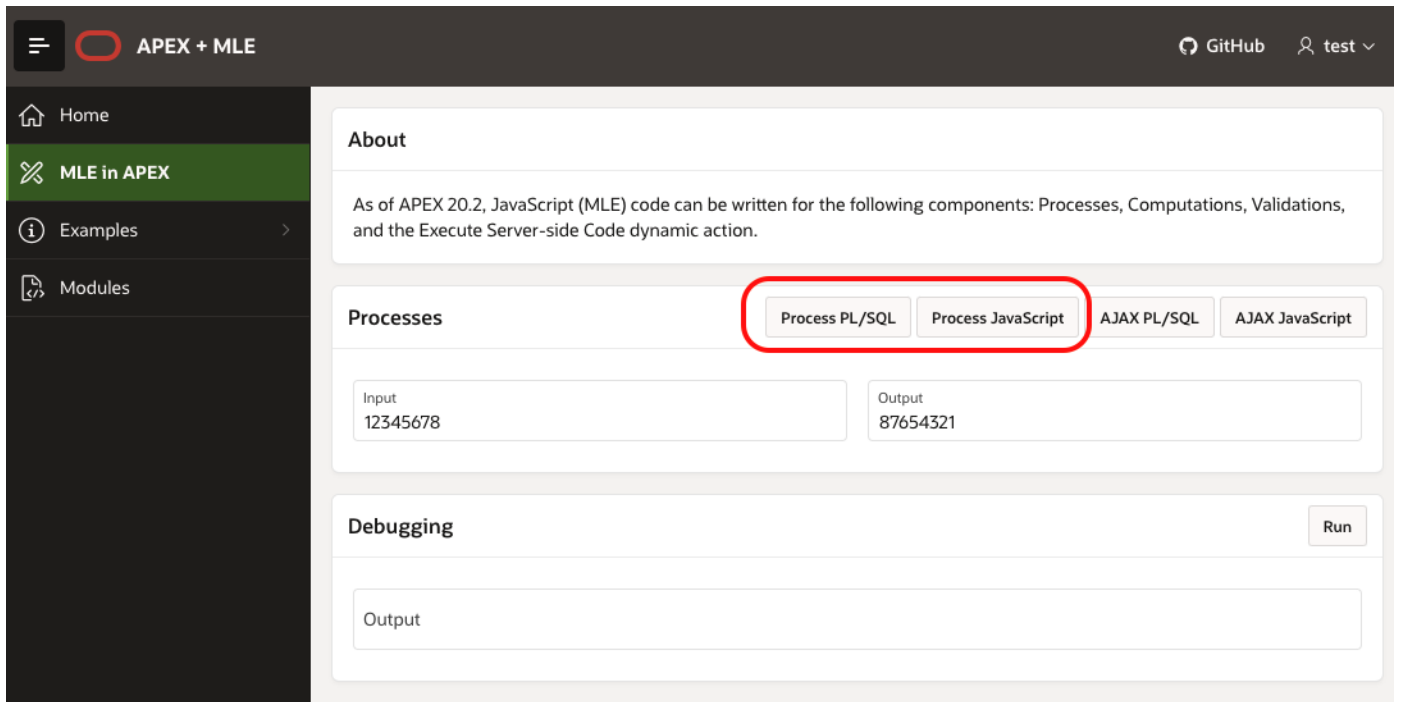 APEX + MLE
GitHub
test
Home
MLE in APEX
Examples
Modules
About
As of APEX 20.2, JavaScript (MLE) code can be written for the following components: Processes, Computations, Validations,
and the Execute Server-side Code dynamic action.
Processes
Process PL/SQL
Process JavaScript
AJAX PL/SQL
AJAX JavaScript
Input
12345678
Output
87654321
Debugging
Run
Output